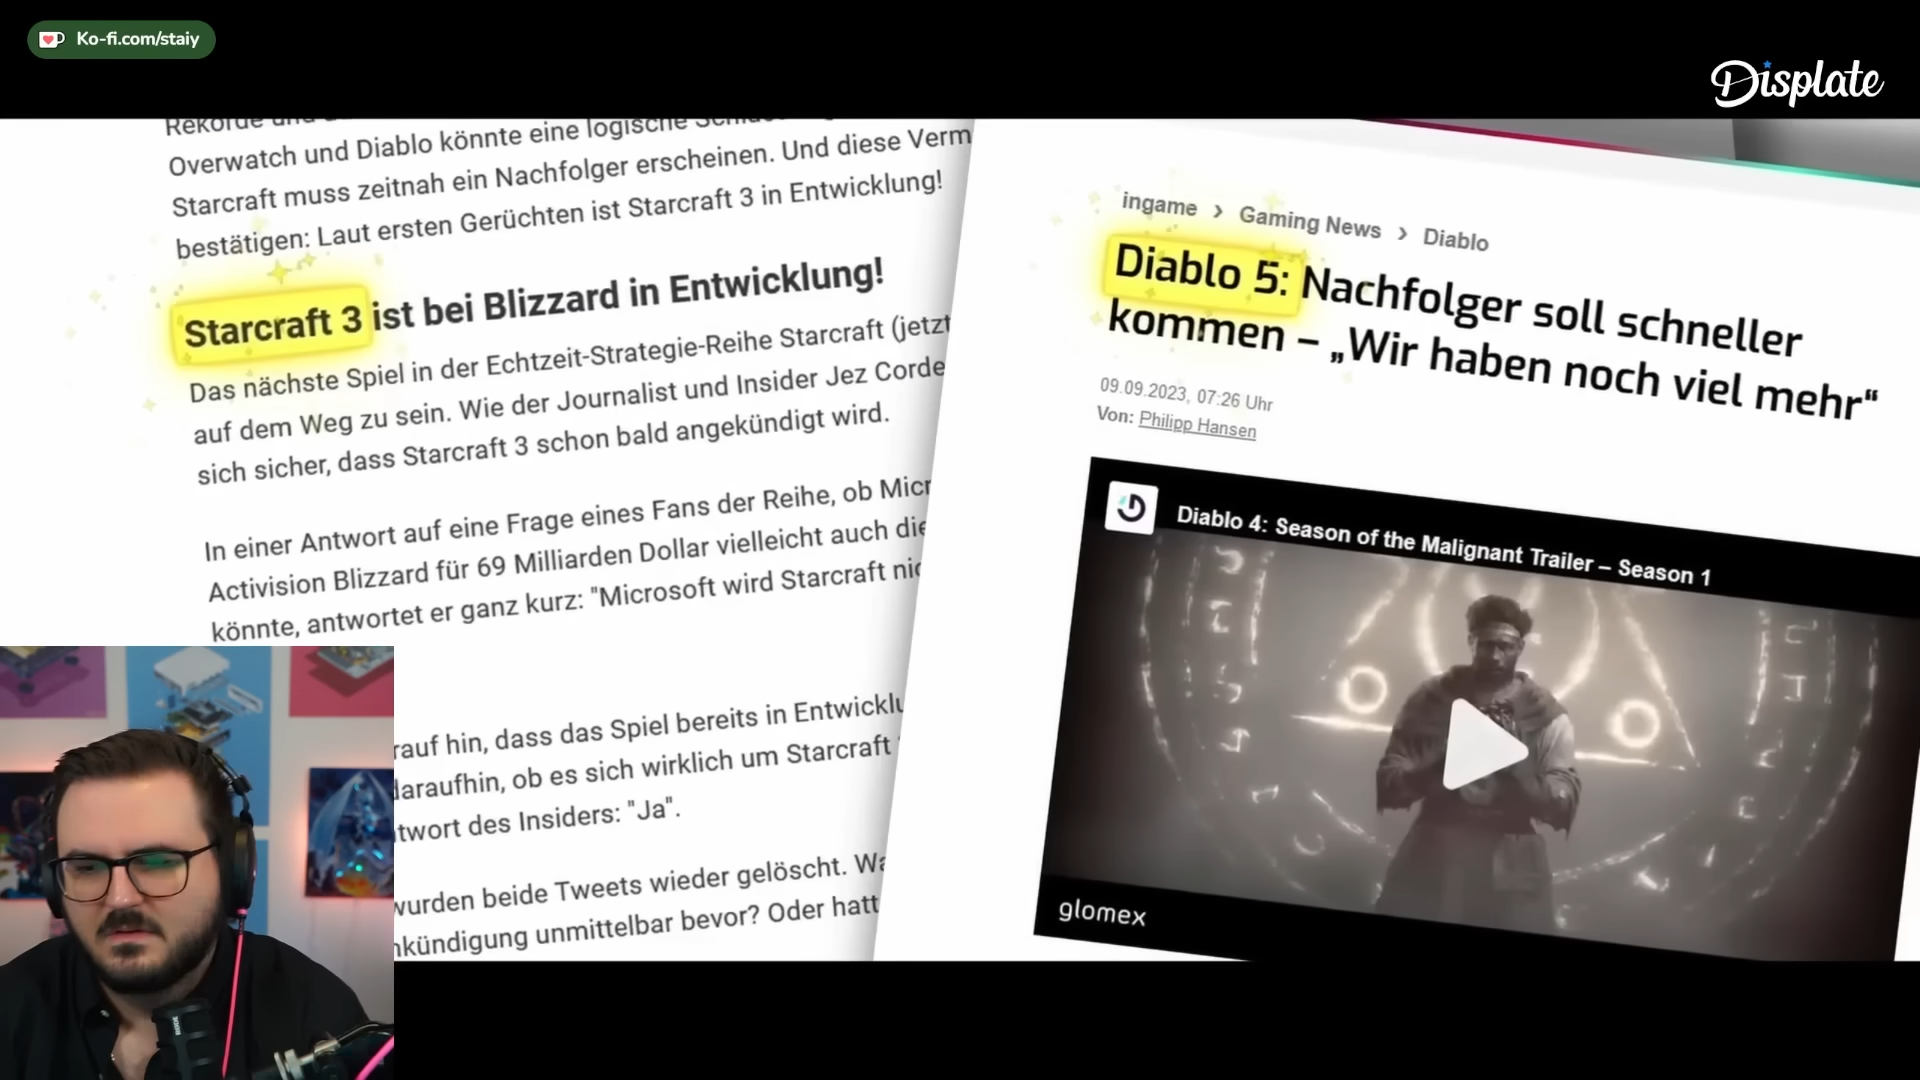 Ko-fi.com/staiy
Displate
Rekorde und
Overwatch und Diablo könnte eine logische
Starcraft muss zeitnah ein Nachfolger erscheinen. Und diese Verm
bestätigen: Laut ersten Gerüchten ist Starcraft 3 in Entwicklung!
Starcraft 3 ist bei Blizzard in Entwicklung!
Das nächste Spiel in der Echtzeit-Strategie-Reihe Starcraft (jetzt
auf dem Weg zu sein. Wie der Journalist und Insider Jez Corde
sich sicher, dass Starcraft 3 schon bald angekündigt wird.
In einer Antwort auf eine Frage eines Fans der Reihe, ob Micr
Activision Blizzard für 69 Milliarden Dollar vielleicht auch die
könnte, antwortet er ganz kurz: "Microsoft wird Starcraft nic
rauf hin, dass das Spiel bereits in Entwicklu
daraufhin, ob es sich wirklich um Starcraft
twort des Insiders: "Ja".
wurden beide Tweets wieder gelöscht. Wa
nkündigung unmittelbar bevor? Oder hatt
ingame > Gaming News > Diablo
Diablo 5: Nachfolger soll schneller
kommen – „Wir haben noch viel mehr“
09.09.2023, 07:26 Uhr
Von: Philipp Hansen
Diablo 4: Season of the Malignant Trailer – Season 1
glomex